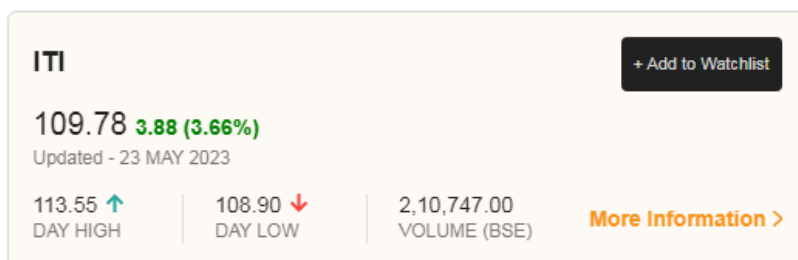 ITI
+ Add to Watchlist
109.78 3.88 (3.66%)
Updated - 23 MAY 2023
113.55 ↑
DAY HIGH
108.90 ↓
DAY LOW
2,10,747.00
VOLUME (BSE)
More Information >